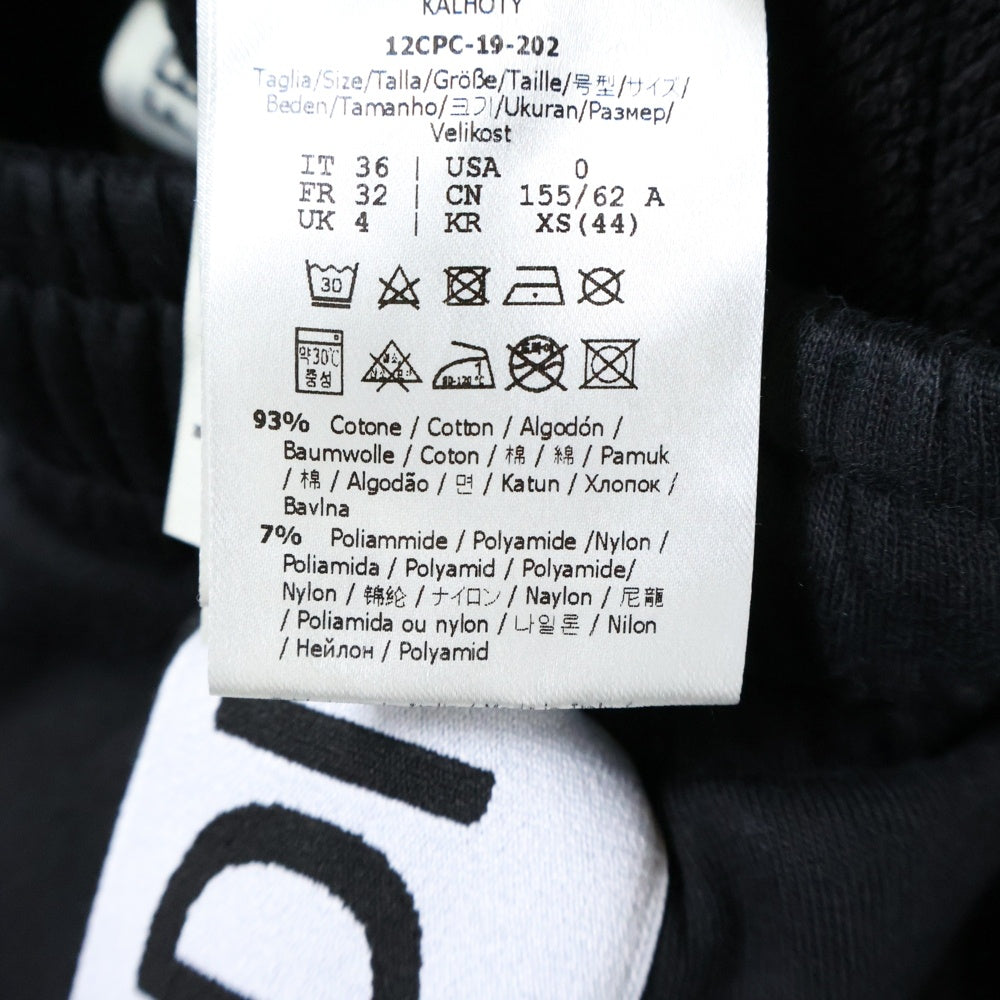 KALHOTY
12CPC-19-202
Taglia/Size/Talla/Größe/Taille/号型/サイズ/
Beden/Tamanho/크기/Ukuran/Размер/
Velikost
IT 36 | USA 0
FR 32 | CN 155/62 A
UK 4 | KR XS(44)
30
약30℃
중성
93% Cotone / Cotton / Algodón /
Baumwolle / Coton / 棉 / 綿 / Pamuk
/ 棉 / Algodão / 면 / Katun / Хлопок /
Bavlna
7% Poliammide / Polyamide /Nylon /
Poliamida / Polyamid / Polyamide/
Nylon / 锦纶 / ナイロン / Naylon / 尼龍
/ Poliamida ou nylon / 나일론 / Nilon
/ Нейлон / Polyamid
DI